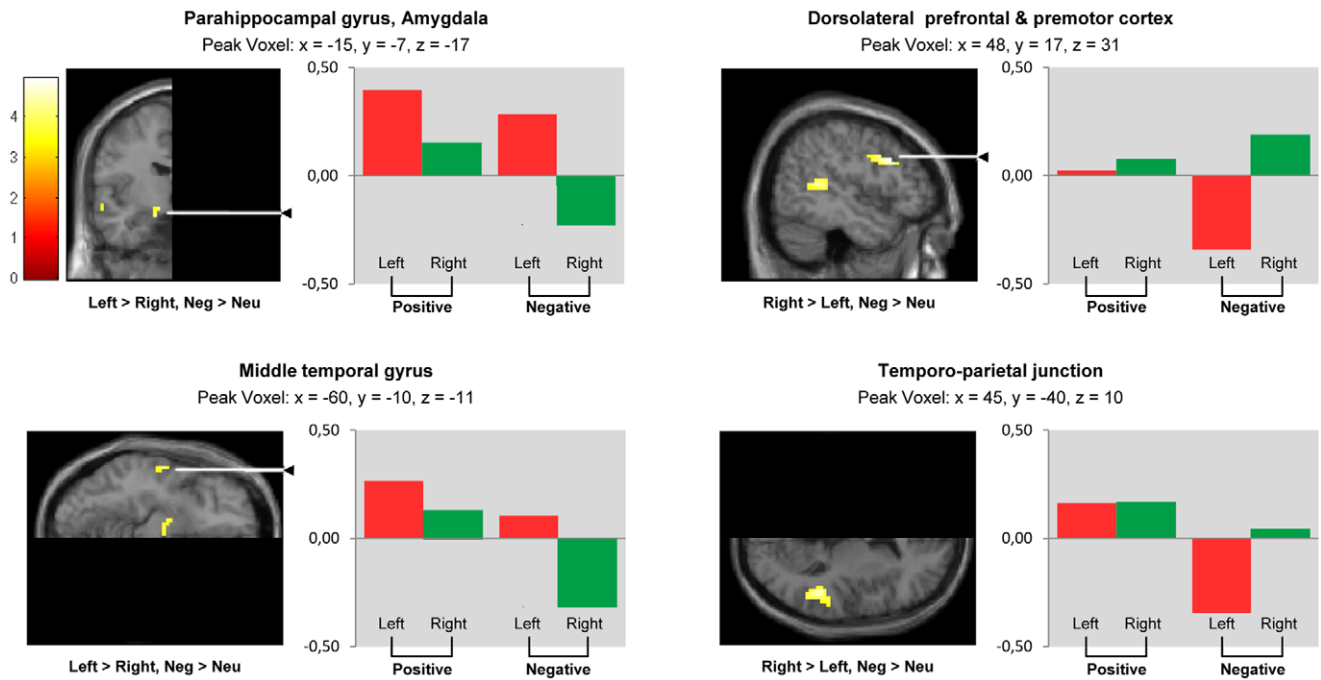 Parahippocampal gyrus, Amygdala
Peak Voxel: x = -15, y = -7, z = -17
4
3
2
1
0
0,50
0,00
-0,50
Left Right Left Right
Positive Negative
Left > Right, Neg > Neu
Dorsolateral prefrontal & premotor cortex
Peak Voxel: x = 48, y = 17, z = 31
0,50
0,00
-0,50
Left Right Left Right
Positive Negative
Right > Left, Neg > Neu
Middle temporal gyrus
Peak Voxel: x = -60, y = -10, z = -11
0,50
0,00
-0,50
Left Right Left Right
Positive Negative
Left > Right, Neg > Neu
Temporo-parietal junction
Peak Voxel: x = 45, y = -40, z = 10
0,50
0,00
-0,50
Left Right Left Right
Positive Negative
Right > Left, Neg > Neu